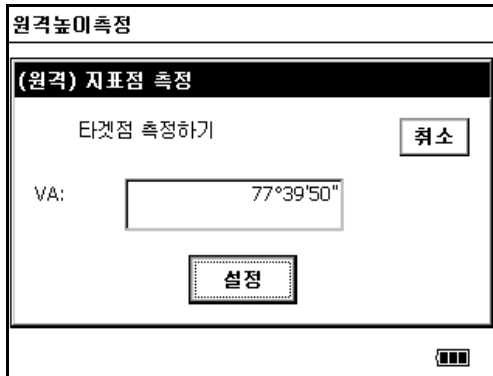 원격높이측정
(원격) 지표점 측정
타겟점 측정하기
취소
VA:
77°39'50"
설정